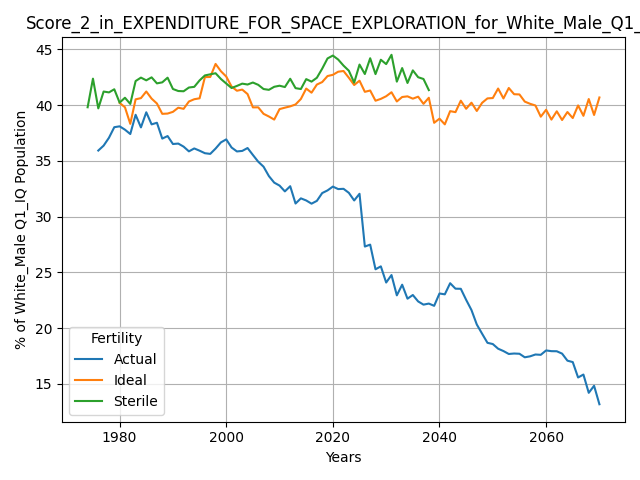 Score_2_in_EXPENDITURE_FOR_SPACE_EXPLORATION_for_White_Male_Q1_
45
40
35
30
25
20
15
% of White_Male Q1_IQ Population
Fertility
Actual
Ideal
Sterile
1980
2000
2020
2040
2060
Years